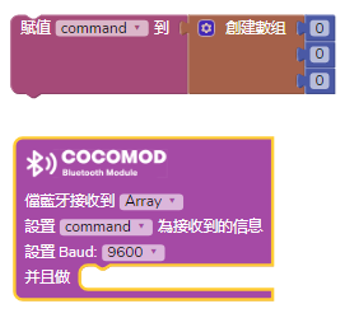 賦值 command 到 創建數組 0
0
0
COCOMOD
Bluetooth Module
當藍牙接收到 Array
設置 command 為接收到的信息
設置 Baud: 9600
并且做